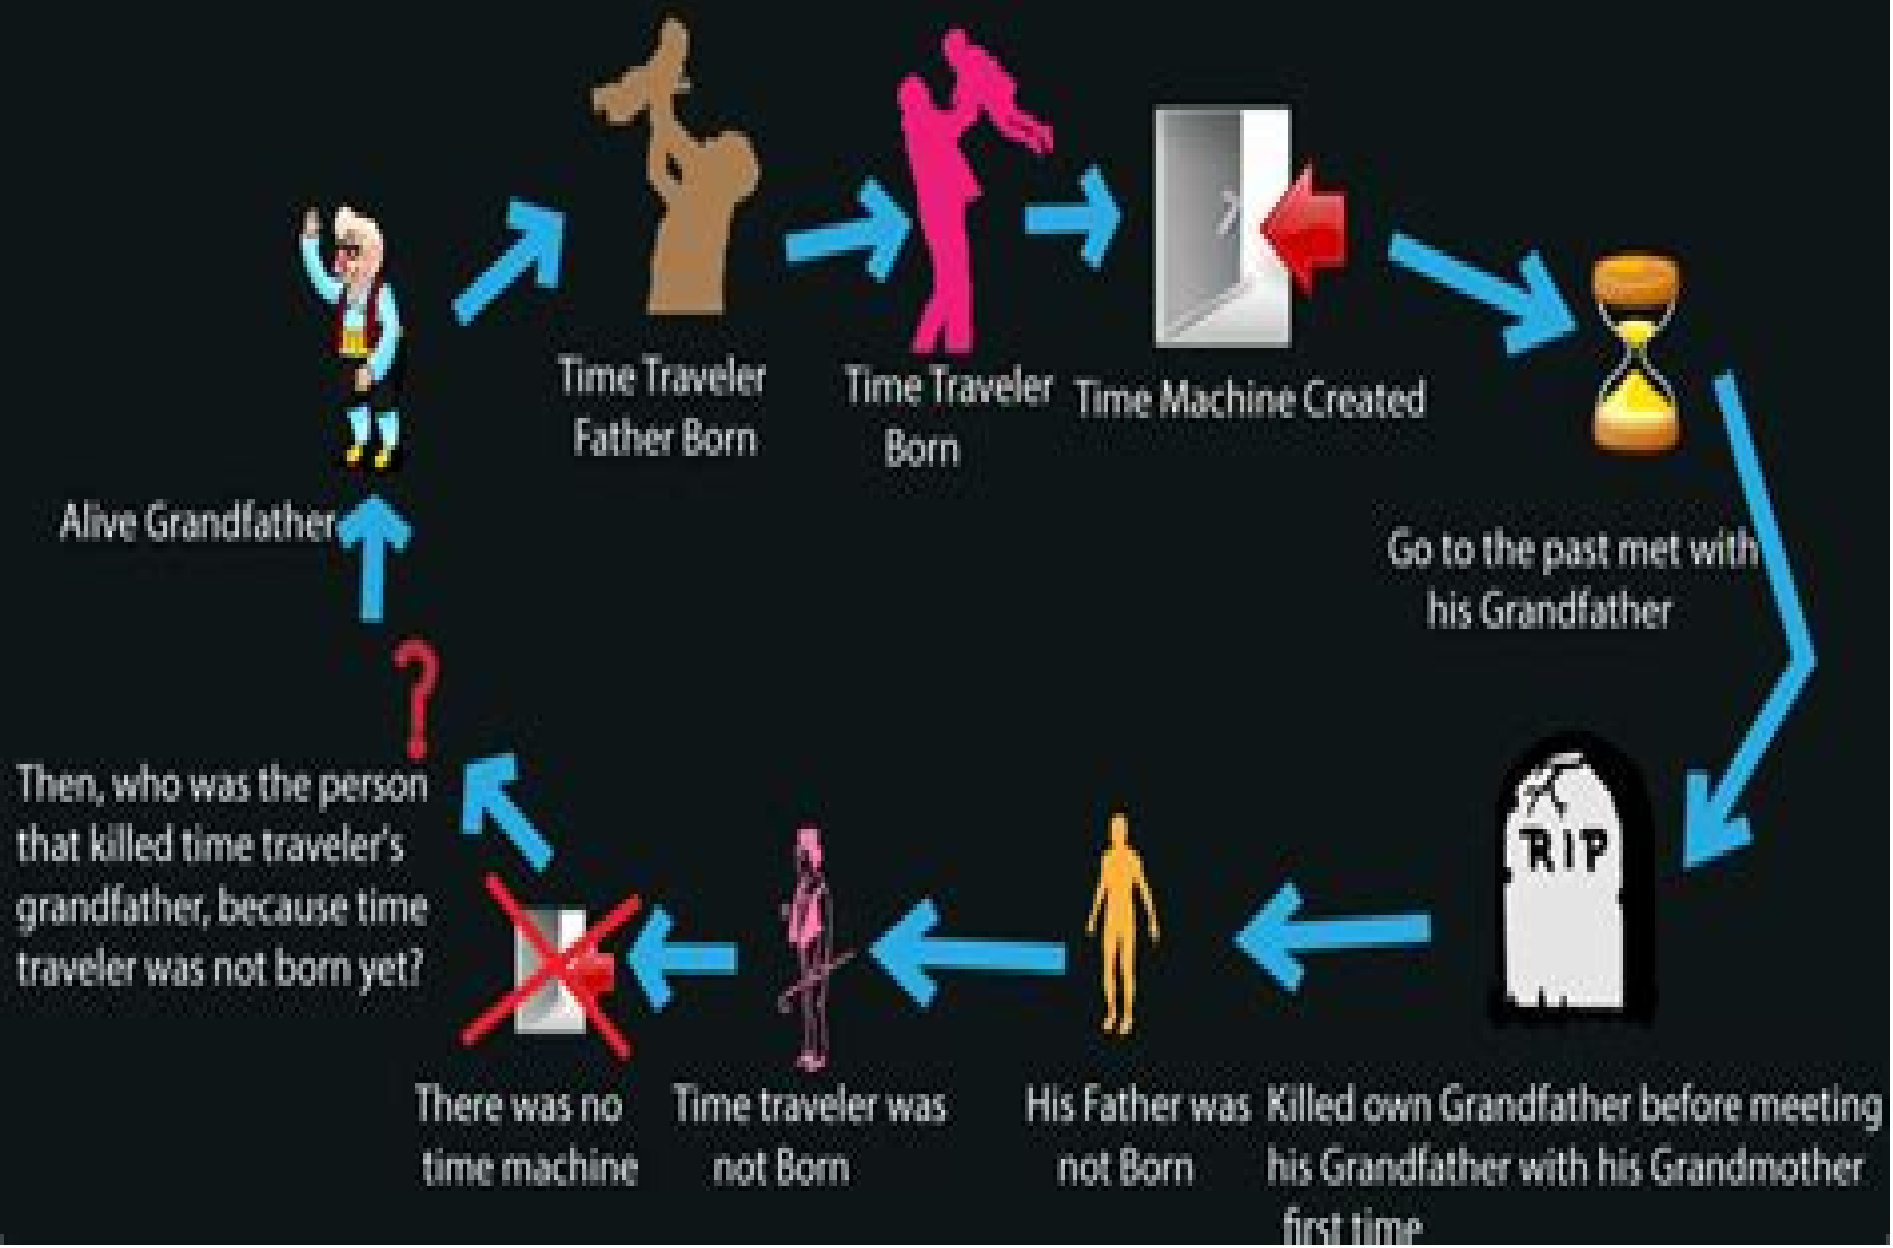 Alive Grandfather
Time Traveler
Father Born
Time Traveler
Born
Time Machine Created
Go to the past met with
his Grandfather
RIP
Killed own Grandfather before meeting
his Grandfather with his Grandmother
first time
His Father was
not Born
Time traveler was
not Born
There was no
time machine
?
Then, who was the person
that killed time traveler's
grandfather, because time
traveler was not born yet?